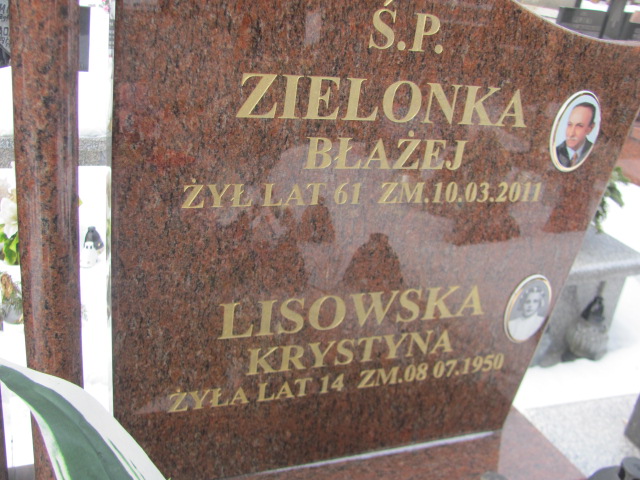 Ś.P.
ZIELONKA
BŁAŻEJ
ŻYŁ LAT 61 ZM.10.03.2011
LISOWSKA
KRYSTYNA
ŻYŁA LAT 14 ZM.08 07.1950